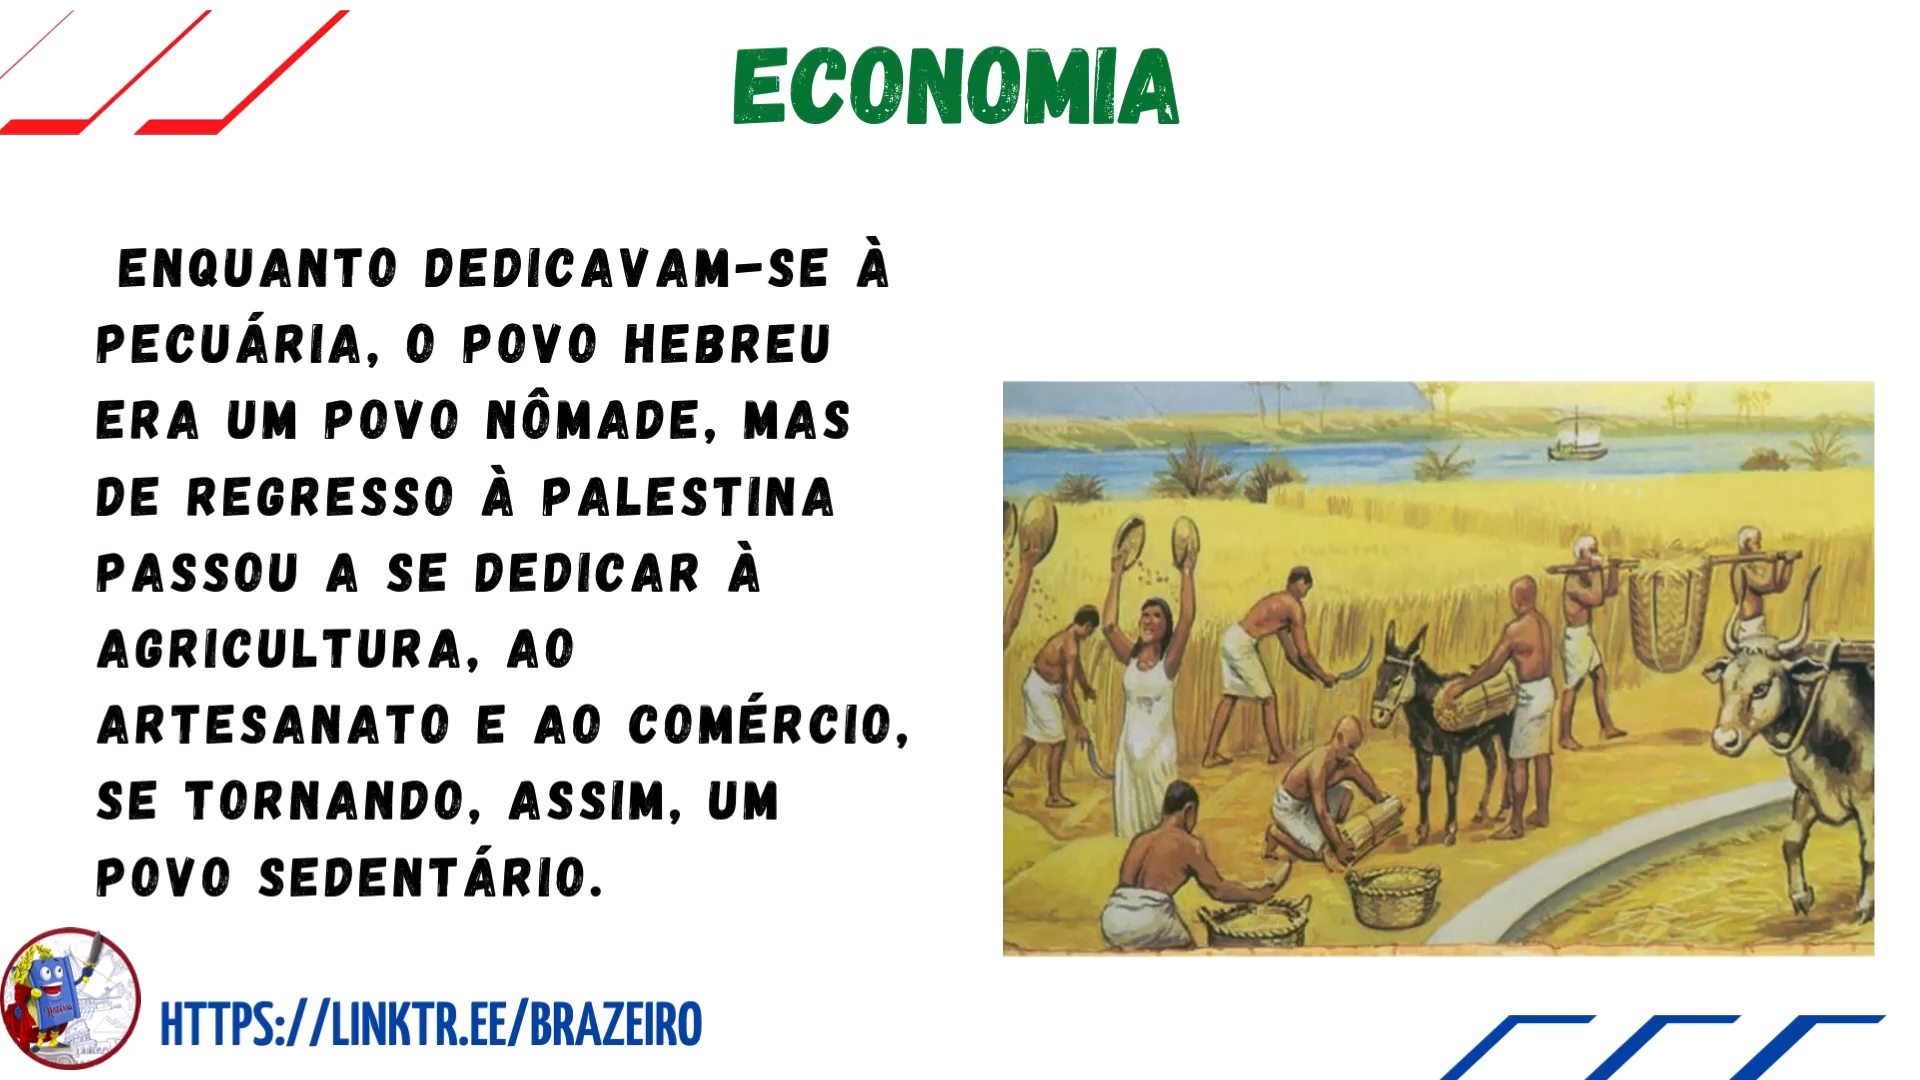 ECONOMIA
ENQUANTO DEDICAVAM-SE À
PECUÁRIA, O POVO HEBREU
ERA UM POVO NÔMADE, MAS
DE REGRESSO À PALESTINA
PASSOU A SE DEDICAR À
AGRICULTURA, AO
ARTESANATO E AO COMÉRCIO,
SE TORNANDO, ASSIM, UM
POVO SEDENTÁRIO.
História
HTTPS://LINKTR.EE/BRAZEIRO